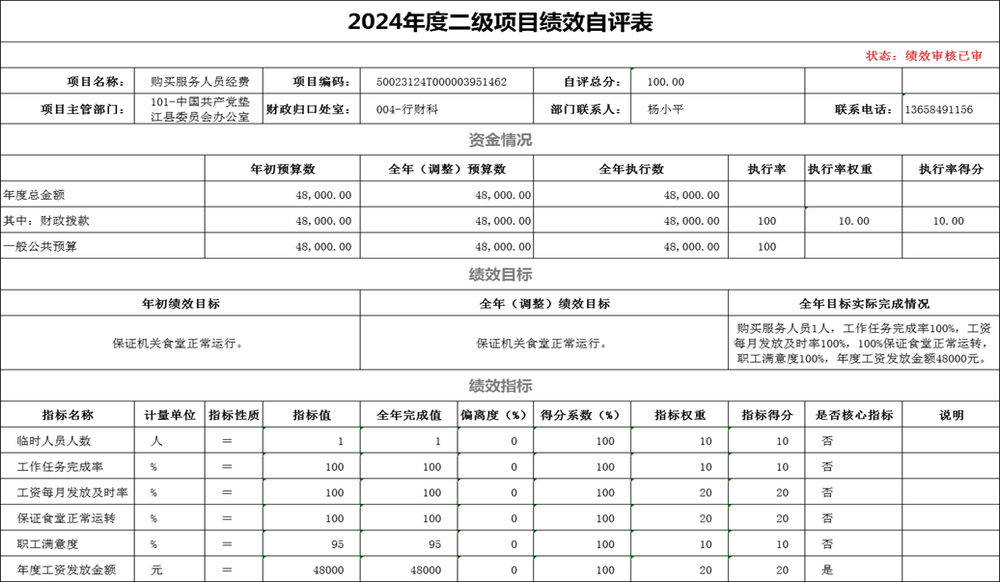 2024年度二级项目绩效自评表
状态：绩效审核已审
项目名称： 购买服务人员经费 项目编码： 50023124T000003951462 自评总分： 100.00
项目主管部门： 101-中国共产党垫江县委员会办公室 财政归口处室： 004-行财科 部门联系人： 杨小平 联系电话： 13658491156
资金情况
年初预算数 全年（调整）预算数 全年执行数 执行率 执行率权重 执行率得分
年度总金额 48,000.00 48,000.00 48,000.00
其中：财政拨款 48,000.00 48,000.00 48,000.00 100 10.00 10.00
一般公共预算 48,000.00 48,000.00 48,000.00 100
绩效目标
年初绩效目标 全年（调整）绩效目标 全年目标实际完成情况
保证机关食堂正常运行。 保证机关食堂正常运行。 购买服务人员1人，工作任务完成率100%，工资每月发放及时率100%，100%保证食堂正常运转，职工满意度100%，年度工资发放金额48000元。
绩效指标
指标名称 计量单位 指标性质 指标值 全年完成值 偏离度（%） 得分系数（%） 指标权重 指标得分 是否核心指标 说明
临时人员人数 人 ＝ 1 1 0 100 10 10 否
工作任务完成率 % ＝ 100 100 0 100 10 10 否
工资每月发放及时率 % ＝ 100 100 0 100 20 20 否
保证食堂正常运转 % ＝ 100 100 0 100 20 20 否
职工满意度 % ＝ 95 95 0 100 10 10 否
年度工资发放金额 元 ＝ 48000 48000 0 100 20 20 是